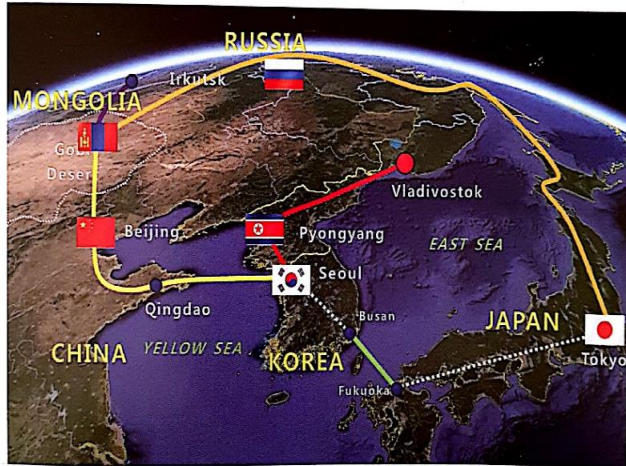 RUSSIA
Irkutsk
MONGOLIA
Gobi
Desert
Vladivostok
Beijing
Pyongyang
EAST SEA
Seoul
Qingdao
Busan
JAPAN
CHINA
YELLOW SEA
KOREA
Tokyo
Fukuoka